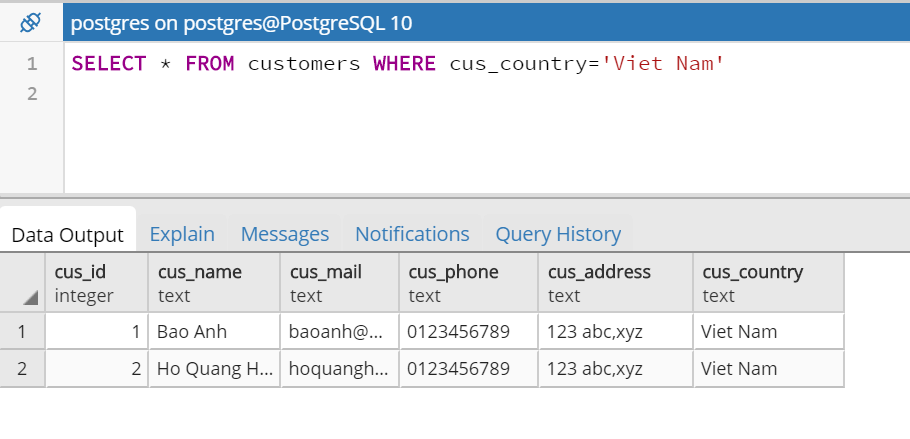 postgres on postgres@PostgreSQL 10
1 SELECT * FROM customers WHERE cus_country='Viet Nam'
2
Data Output Explain Messages Notifications Query History
cus_id cus_name cus_mail cus_phone cus_address cus_country
integer text text text text text
1 1 Bao Anh baoanh@... 0123456789 123 abc,xyz Viet Nam
2 2 Ho Quang H... hoquangh... 0123456789 123 abc,xyz Viet Nam